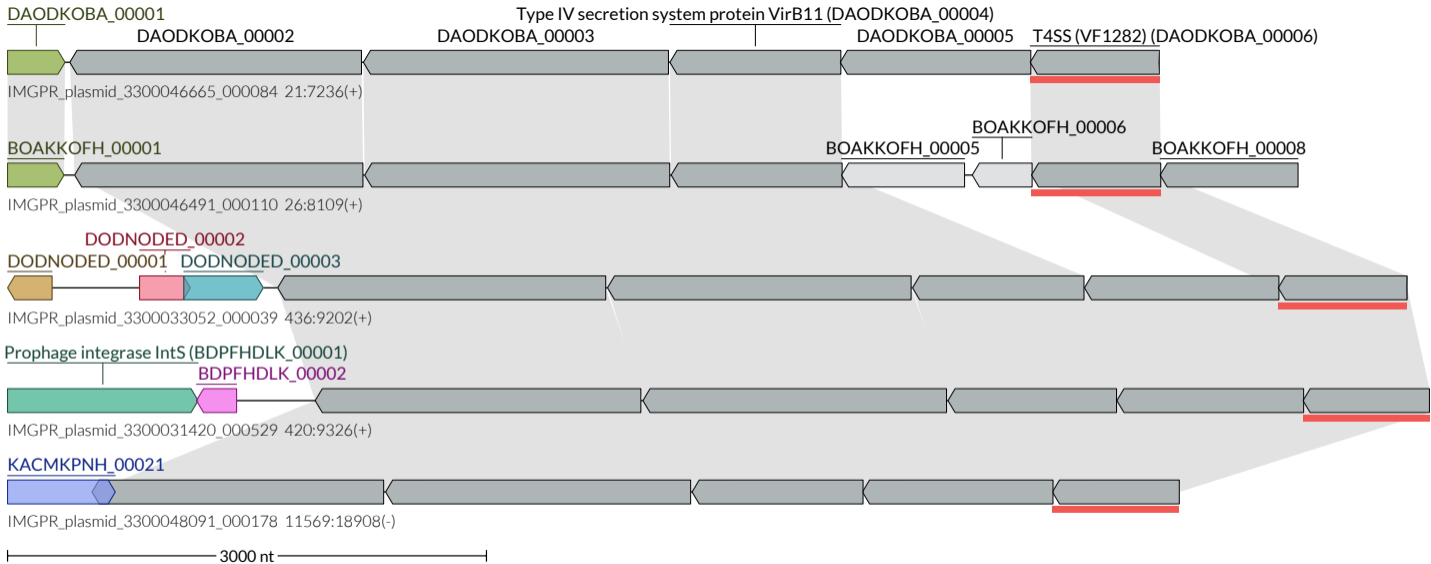 DAODKOBA_00001
Type IV secretion system protein VirB11 (DAODKOBA_00004)
DAODKOBA_00002
DAODKOBA_00003
DAODKOBA_00005
T4SS (VF1282) (DAODKOBA_00006)
IMGPR_plasmid_3300046665_000084 21:7236(+)
BOAKKOFH_00006
BOAKKOFH_00001
BOAKKOFH_00005
BOAKKOFH_00008
IMGPR_plasmid_3300046491_000110 26:8109(+)
DODNODED_00002
DODNODED_00001
DODNODED_00003
IMGPR_plasmid_3300033052_000039 436:9202(+)
Prophage integrase IntS (BDPFHDLK_00001)
BDPFHDLK_00002
IMGPR_plasmid_3300031420_000529 420:9326(+)
KACMKPNH_00021
IMGPR_plasmid_3300048091_000178 11569:18908(-)
3000 nt